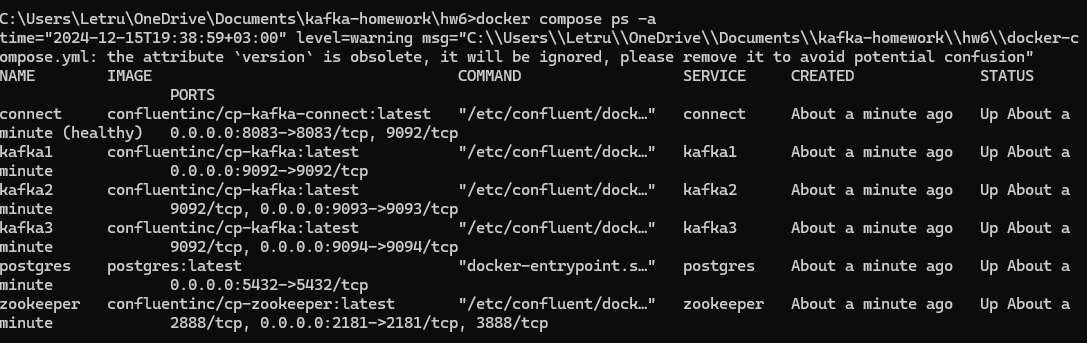 C:\Users\Letru\OneDrive\Documents\kafka-homework\hw6>docker compose ps -a
time="2024-12-15T19:38:59+03:00" level=warning msg="C:\\Users\\Letru\\OneDrive\\Documents\\kafka-homework\\hw6\\docker-c
ompose.yml: the attribute `version` is obsolete, it will be ignored, please remove it to avoid potential confusion"
NAME        IMAGE                                  COMMAND                  SERVICE     CREATED              STATUS
                   PORTS
connect     confluentinc/cp-kafka-connect:latest   "/etc/confluent/dock…"   connect     About a minute ago   Up About a
minute (healthy)   0.0.0.0:8083->8083/tcp, 9092/tcp
kafka1      confluentinc/cp-kafka:latest           "/etc/confluent/dock…"   kafka1      About a minute ago   Up About a
minute             0.0.0.0:9092->9092/tcp
kafka2      confluentinc/cp-kafka:latest           "/etc/confluent/dock…"   kafka2      About a minute ago   Up About a
minute             9092/tcp, 0.0.0.0:9093->9093/tcp
kafka3      confluentinc/cp-kafka:latest           "/etc/confluent/dock…"   kafka3      About a minute ago   Up About a
minute             9092/tcp, 0.0.0.0:9094->9094/tcp
postgres    postgres:latest                        "docker-entrypoint.s…"   postgres    About a minute ago   Up About a
minute             0.0.0.0:5432->5432/tcp
zookeeper   confluentinc/cp-zookeeper:latest       "/etc/confluent/dock…"   zookeeper   About a minute ago   Up About a
minute             2888/tcp, 0.0.0.0:2181->2181/tcp, 3888/tcp